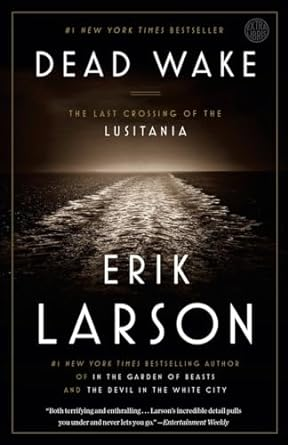 #1 NEW YORK TIMES BESTSELLER
EXTRA
LIBRIS
DEAD WAKE
THE LAST CROSSING OF THE
LUSITANIA
ERIK
LARSON
#1 NEW YORK TIMES BESTSELLING AUTHOR
OF IN THE GARDEN OF BEASTS
AND THE DEVIL IN THE WHITE CITY
“Both terrifying and enthralling . . . Larson’s incredible detail pulls
you under and never lets you go.”—Entertainment Weekly